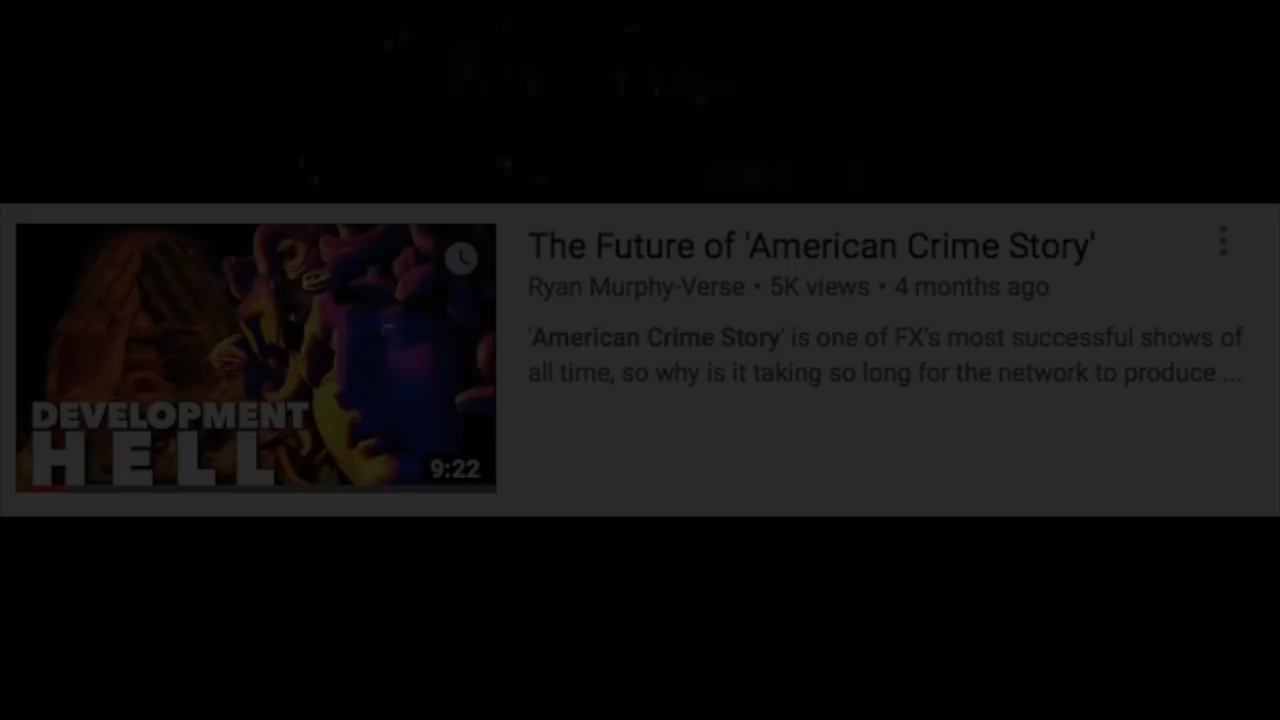 The Future of 'American Crime Story'
Ryan Murphy-Verse • 5K views • 4 months ago
'American Crime Story' is one of FX's most successful shows of
all time, so why is it taking so long for the network to produce ...
DEVELOPMENT
HELL
9:22